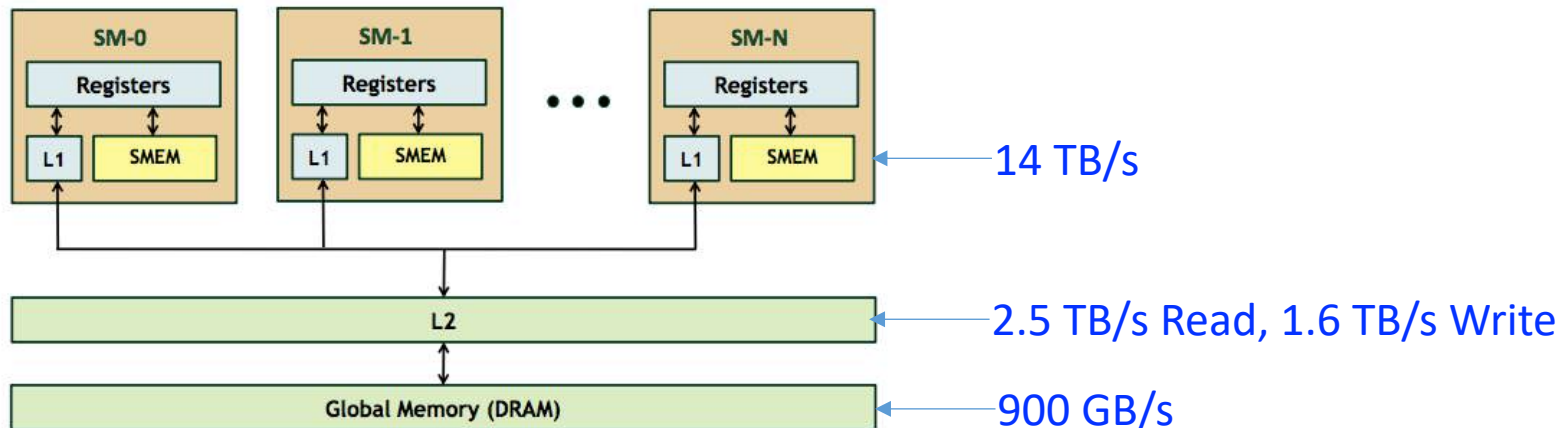 SM-0
SM-1
SM-N
Registers
Registers
• • •
Registers
L1
SMEM
L1
SMEM
L1
SMEM
14 TB/s
L2
2.5 TB/s Read, 1.6 TB/s Write
Global Memory (DRAM)
900 GB/s